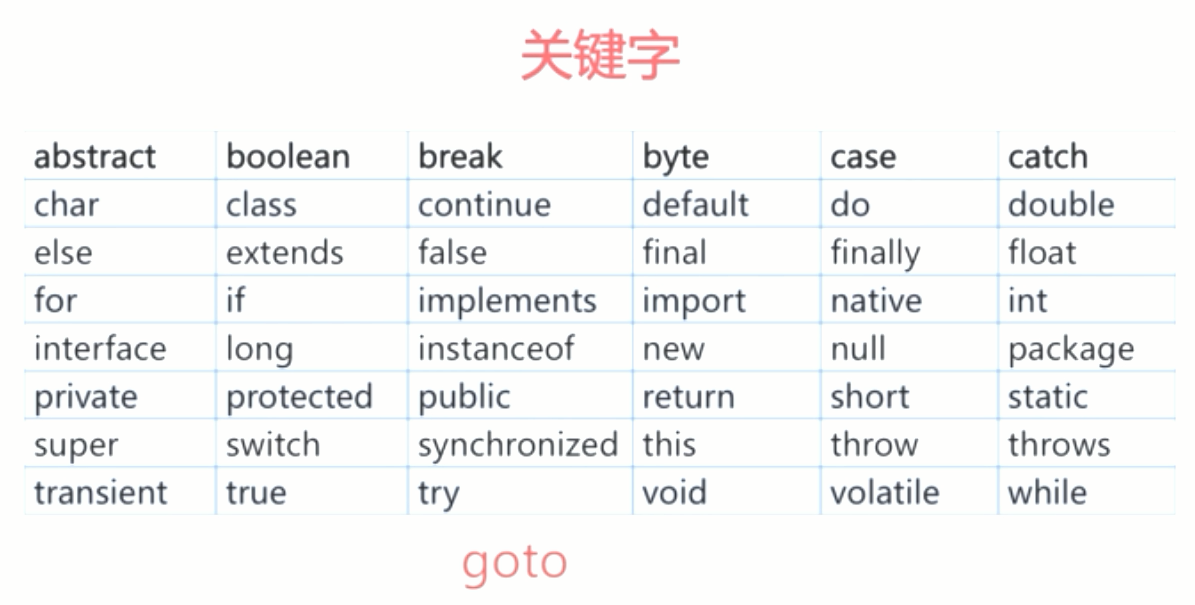 关键字
abstract boolean break byte case catch
char class continue default do double
else extends false final finally float
for if implements import native int
interface long instanceof new null package
private protected public return short static
super switch synchronized this throw throws
transient true try void volatile while
goto